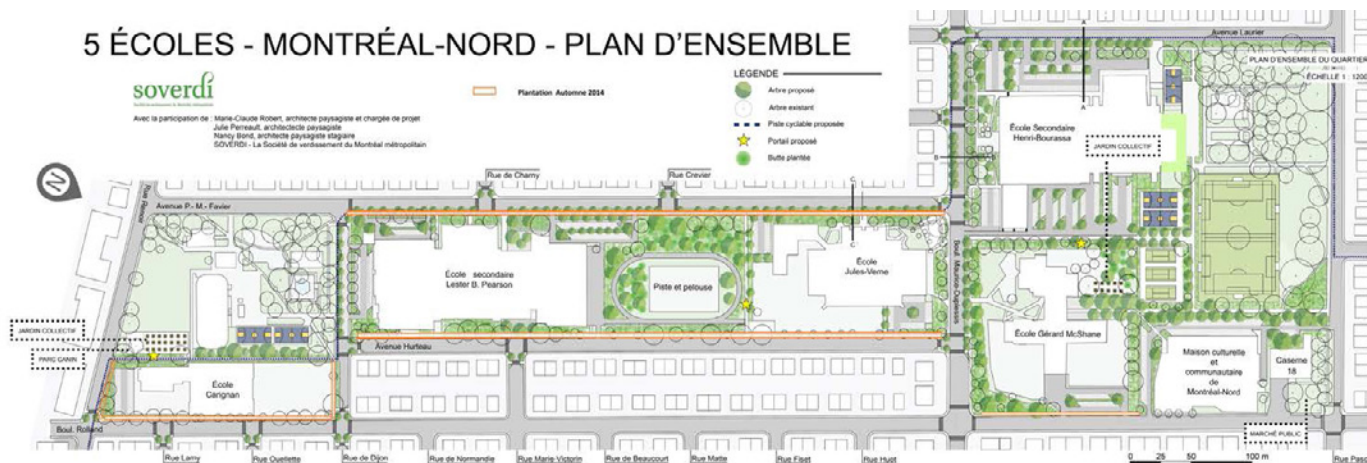 5 ÉCOLES - MONTRÉAL-NORD - PLAN D'ENSEMBLE
soverdi
Plantation Automne 2014
Avec la participation de : Marie-Claude Robert, architecte paysagiste et chargée de projet
Julie Perreault, architectecte paysagiste
Nancy Bond, architecte paysagiste stagiaire
SOVERDI - La Société de verdissement du Montréal métropolitain
LÉGENDE
Arbre proposé
Arbre existant
Piste cyclable proposée
Portail proposé
Butte plantée
Avenue Laurier
PLAN D'ENSEMBLE DU QUARTIER
ÉCHELLE 1 : 1200
A
A
École Secondaire
Henri-Bourassa
JARDIN COLLECTIF
B
N
Rue Renoir
Avenue P.- M.- Favier
Rue de Charny
Rue Crevier
C
C
École secondaire
Lester B. Pearson
Piste et pelouse
École
Jules-Verne
Boul. Maurice-Duplessis
École Gérard McShane
Maison culturelle
et
communautaire
de
Montréal-Nord
Caserne
18
JARDIN COLLECTIF
PARC CANIN
École
Carignan
Avenue Hurteau
Boul. Rolland
MARCHÉ PUBLIC
Rue Lamy
Rue Ouellette
Rue de Dijon
Rue de Normandie
Rue Marie-Victorin
Rue de Beaucourt
Rue Matte
Rue Fiset
Rue Huot
0 25 50 100 m
Rue Pascal